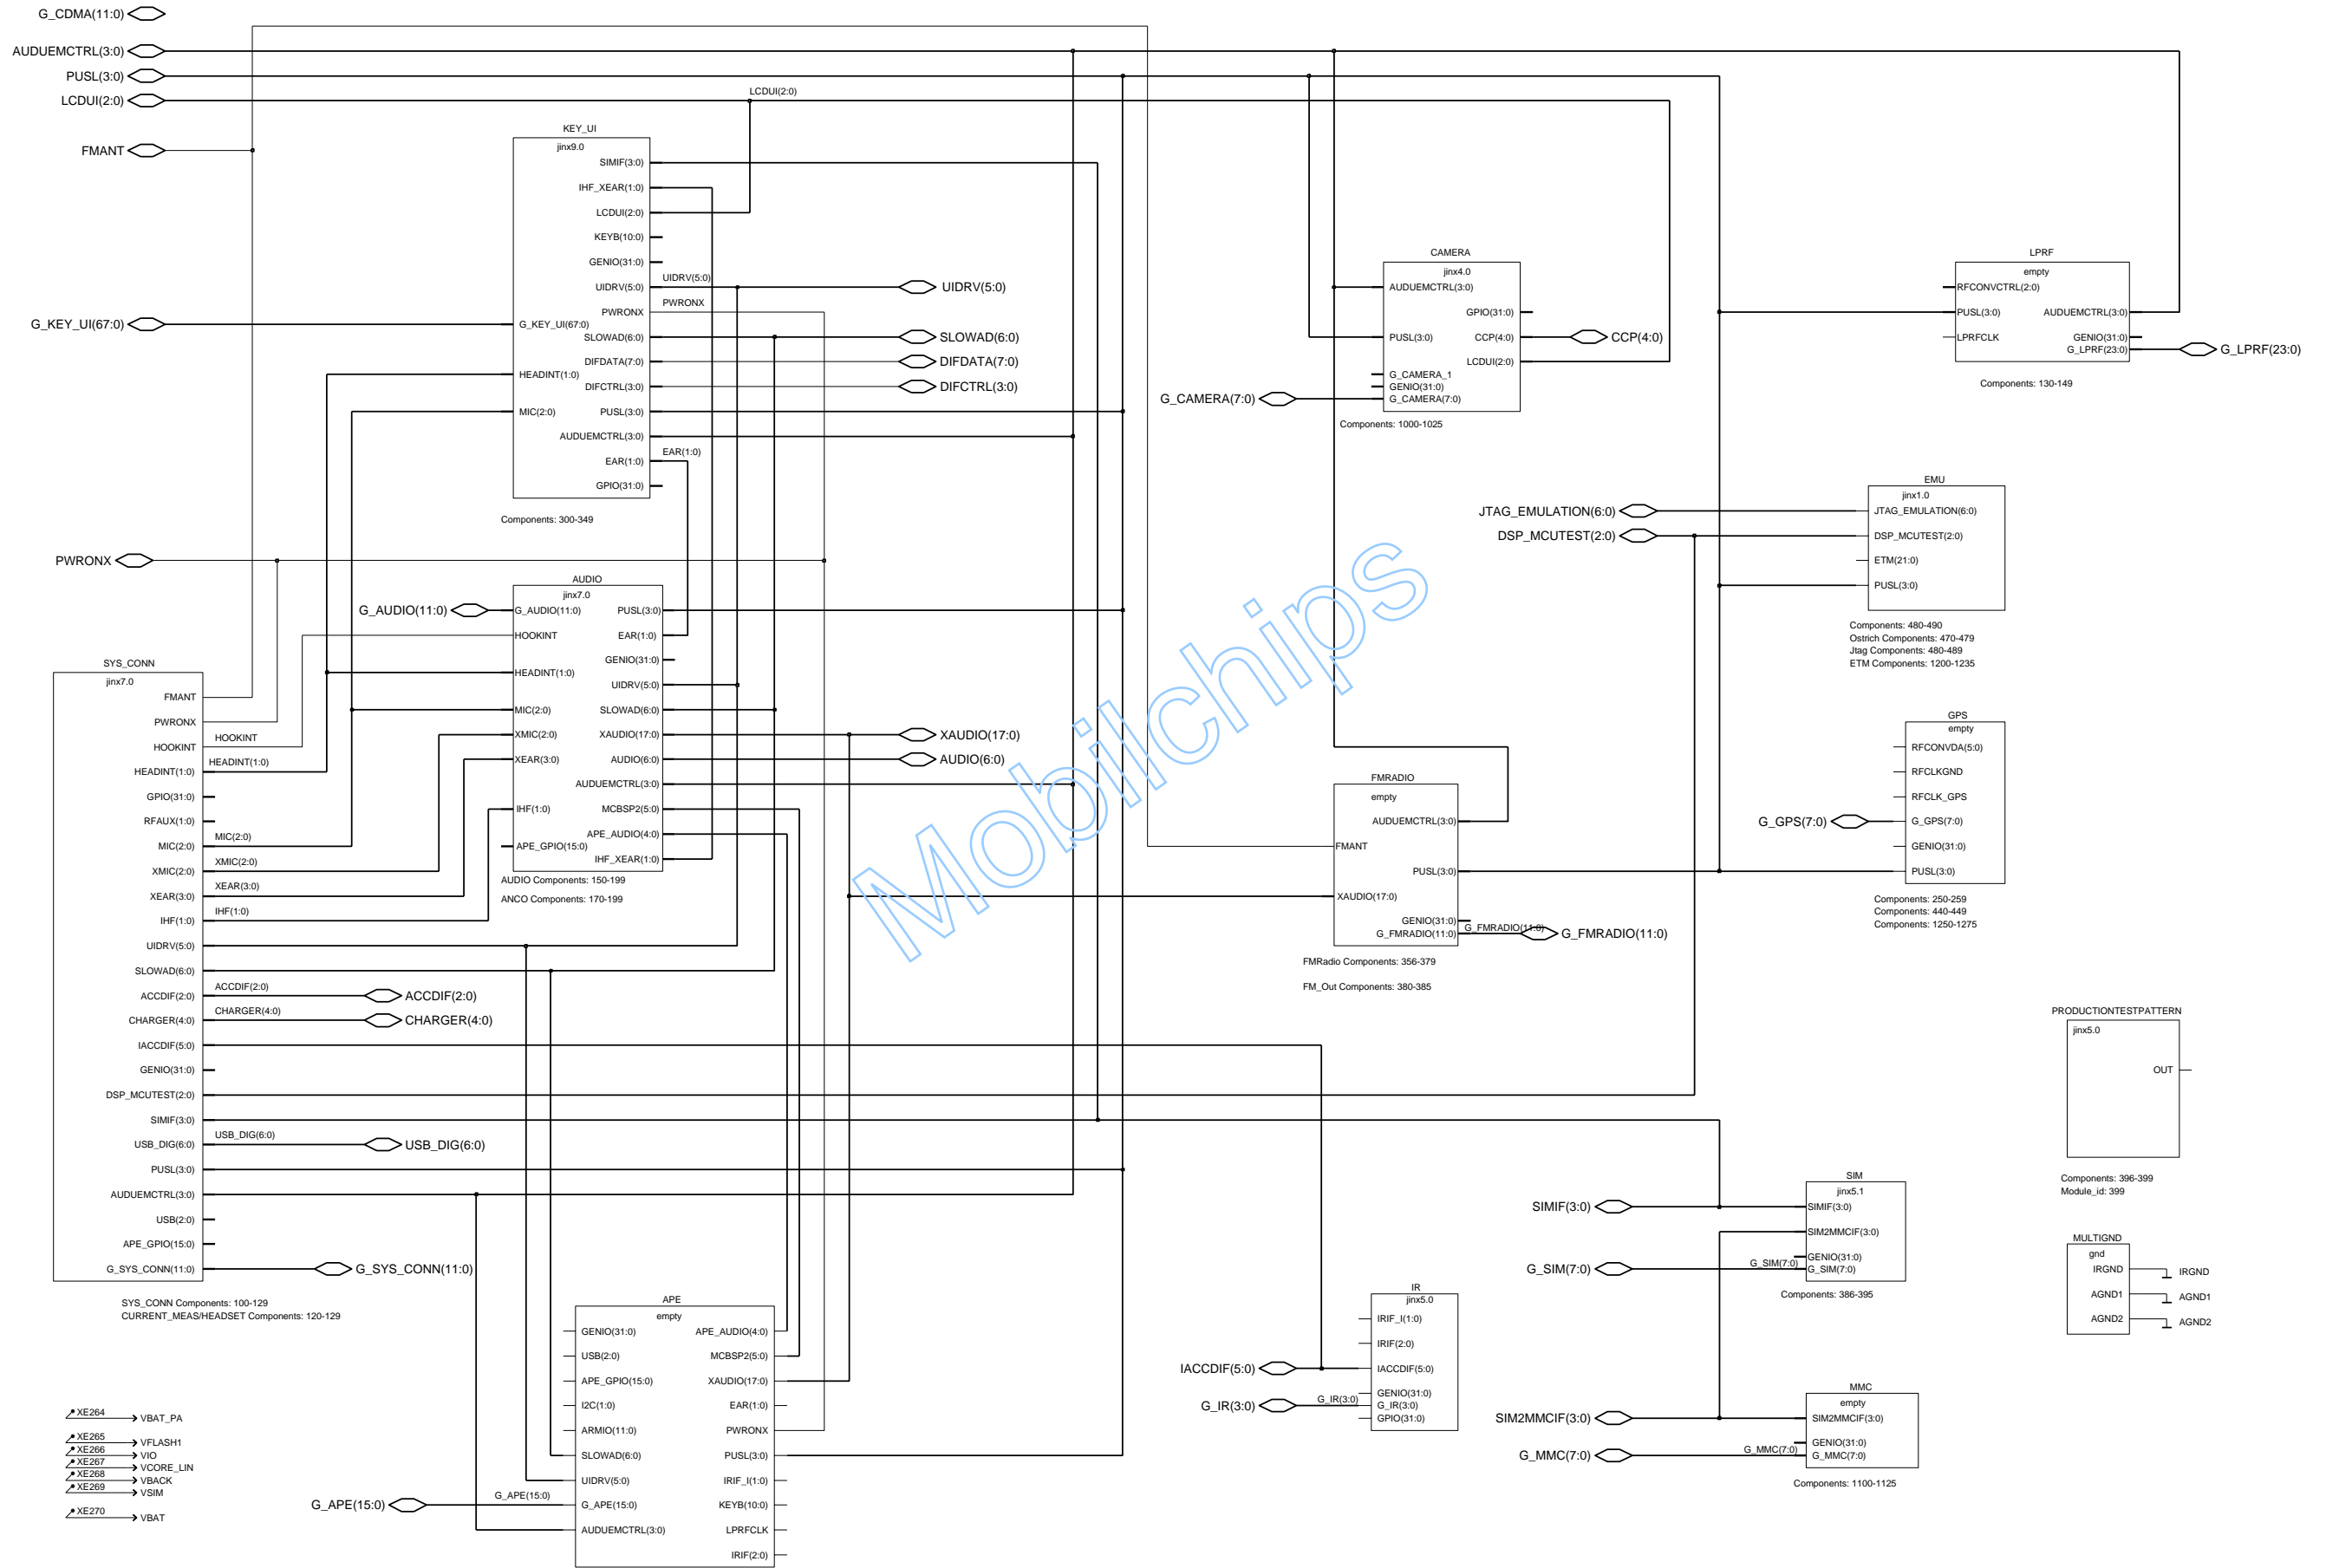 G_CDMA(11:0)
AUDUEMCTRL(3:0)
PUSL(3:0)
LCDUI(2:0)
LCDUI(2:0)
FMANT
KEY_UI
jinx9.0
SIMIF(3:0)
IHF_XEAR(1:0)
LCDUI(2:0)
KEYB(10:0)
GENIO(31:0)
UIDRV(5:0)
PWRONX
G_KEY_UI(67:0)
SLOWAD(6:0)
DIFDATA(7:0)
HEADINT(1:0)
DIFCTRL(3:0)
MIC(2:0)
PUSL(3:0)
AUDUEMCTRL(3:0)
EAR(1:0)
GPIO(31:0)
Components: 300-349
G_KEY_UI(67:0)
UIDRV(5:0)
PWRONX
EAR(1:0)
UIDRV(5:0)
SLOWAD(6:0)
DIFDATA(7:0)
DIFCTRL(3:0)
CAMERA
jinx4.0
AUDUEMCTRL(3:0)
GPIO(31:0)
PUSL(3:0)
CCP(4:0)
LCDUI(2:0)
G_CAMERA_1
GENIO(31:0)
G_CAMERA(7:0)
Components: 1000-1025
CCP(4:0)
G_CAMERA(7:0)
LPRF
empty
RFCONVCTRL(2:0)
PUSL(3:0)
AUDUEMCTRL(3:0)
LPRFCLK
GENIO(31:0)
G_LPRF(23:0)
Components: 130-149
G_LPRF(23:0)
JTAG_EMULATION(6:0)
DSP_MCUTEST(2:0)
EMU
jinx1.0
JTAG_EMULATION(6:0)
DSP_MCUTEST(2:0)
ETM(21:0)
PUSL(3:0)
Components: 480-490
Ostrich Components: 470-479
Jtag Components: 480-489
ETM Components: 1200-1235
PWRONX
G_AUDIO(11:0)
AUDIO
jinx7.0
G_AUDIO(11:0)
PUSL(3:0)
HOOKINT
EAR(1:0)
GENIO(31:0)
HEADINT(1:0)
UIDRV(5:0)
MIC(2:0)
SLOWAD(6:0)
XMIC(2:0)
XAUDIO(17:0)
XEAR(3:0)
AUDIO(6:0)
AUDUEMCTRL(3:0)
IHF(1:0)
MCBSP2(5:0)
APE_AUDIO(4:0)
APE_GPIO(15:0)
IHF_XEAR(1:0)
AUDIO Components: 150-199
ANCO Components: 170-199
XAUDIO(17:0)
AUDIO(6:0)
SYS_CONN
jinx7.0
FMANT
PWRONX
HOOKINT
HEADINT(1:0)
GPIO(31:0)
RFAUX(1:0)
MIC(2:0)
XMIC(2:0)
XEAR(3:0)
IHF(1:0)
UIDRV(5:0)
SLOWAD(6:0)
ACCDIF(2:0)
CHARGER(4:0)
IACCDIF(5:0)
GENIO(31:0)
DSP_MCUTEST(2:0)
SIMIF(3:0)
USB_DIG(6:0)
PUSL(3:0)
AUDUEMCTRL(3:0)
USB(2:0)
APE_GPIO(15:0)
G_SYS_CONN(11:0)
SYS_CONN Components: 100-129
CURRENT_MEAS/HEADSET Components: 120-129
HOOKINT
HEADINT(1:0)
MIC(2:0)
XMIC(2:0)
XEAR(3:0)
IHF(1:0)
ACCDIF(2:0)
CHARGER(4:0)
USB_DIG(6:0)
ACCDIF(2:0)
CHARGER(4:0)
USB_DIG(6:0)
G_SYS_CONN(11:0)
Mobilchips
FMRADIO
empty
AUDUEMCTRL(3:0)
FMANT
PUSL(3:0)
XAUDIO(17:0)
GENIO(31:0)
G_FMRADIO(11:0)
G_FMRADIO(11:0)
G_FMRADIO(11:0)
FMRadio Components: 356-379
FM_Out Components: 380-385
GPS
empty
RFCONVDA(5:0)
RFCLKGND
RFCLK_GPS
G_GPS(7:0)
G_GPS(7:0)
GENIO(31:0)
PUSL(3:0)
Components: 250-259
Components: 440-449
Components: 1250-1275
PRODUCTIONTESTPATTERN
jinx5.0
OUT
Components: 396-399
Module_id: 399
SIM
jinx5.1
SIMIF(3:0)
SIMIF(3:0)
SIM2MMCIF(3:0)
GENIO(31:0)
G_SIM(7:0)
G_SIM(7:0)
G_SIM(7:0)
Components: 386-395
MULTIGND
gnd
IRGND
IRGND
AGND1
AGND1
AGND2
AGND2
IR
jinx5.0
IRIF_I(1:0)
IRIF(2:0)
IACCDIF(5:0)
IACCDIF(5:0)
GENIO(31:0)
G_IR(3:0)
G_IR(3:0)
G_IR(3:0)
GPIO(31:0)
MMC
empty
SIM2MMCIF(3:0)
SIM2MMCIF(3:0)
GENIO(31:0)
G_MMC(7:0)
G_MMC(7:0)
G_MMC(7:0)
Components: 1100-1125
APE
empty
GENIO(31:0)
APE_AUDIO(4:0)
USB(2:0)
MCBSP2(5:0)
APE_GPIO(15:0)
XAUDIO(17:0)
I2C(1:0)
EAR(1:0)
ARMIO(11:0)
PWRONX
SLOWAD(6:0)
PUSL(3:0)
UIDRV(5:0)
IRIF_I(1:0)
G_APE(15:0)
G_APE(15:0)
G_APE(15:0)
KEYB(10:0)
AUDUEMCTRL(3:0)
LPRFCLK
IRIF(2:0)
XE264
VBAT_PA
XE265
VFLASH1
XE266
VIO
XE267
VCORE_LIN
XE268
VBACK
XE269
VSIM
XE270
VBAT